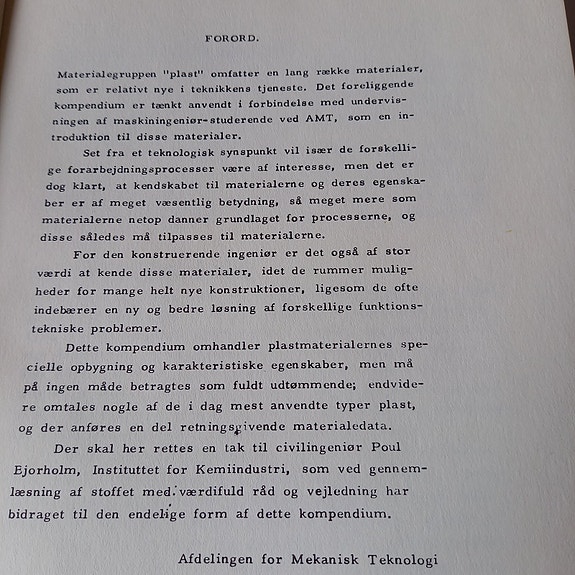 FORORD.
Materialegruppen "plast" omfatter en lang række materialer,
som er relativt nye i teknikkens tjeneste. Det foreliggende
kompendium er tænkt anvendt i forbindelse med undervis-
ningen af maskiningeniør-studerende ved AMT, som en in-
troduktion til disse materialer.
Set fra et teknologisk synspunkt vil især de forskelli-
ge forarbejdningsprocesser være af interesse, men det er
dog klart, at kendskabet til materialerne og deres egenska-
ber er af meget væsentlig betydning, så meget mere som
materialerne netop danner grundlaget for processerne, og
disse således må tilpasses til materialerne.
For den konstruerende ingeniør er det også af stor
værdi at kende disse materialer, idet de rummer mulig-
heder for mange helt nye konstruktioner, ligesom de ofte
indebærer en ny og bedre løsning af forskellige funktions-
tekniske problemer.
Dette kompendium omhandler plastmaterialernes spe-
cielle opbygning og karakteristiske egenskaber, men må
på ingen måde betragtes som fuldt udtømmende; endvide-
re omtales nogle af de i dag mest anvendte typer plast,
og der anføres en del retningsgivende materialedata.
Der skal her rettes en tak til civilingeniør Poul
Ejorholm, Instituttet for Kemiindustri, som ved gennem-
læsning af stoffet med værdifuld råd og vejledning har
bidraget til den endelige form af dette kompendium.
Afdelingen for Mekanisk Teknologi